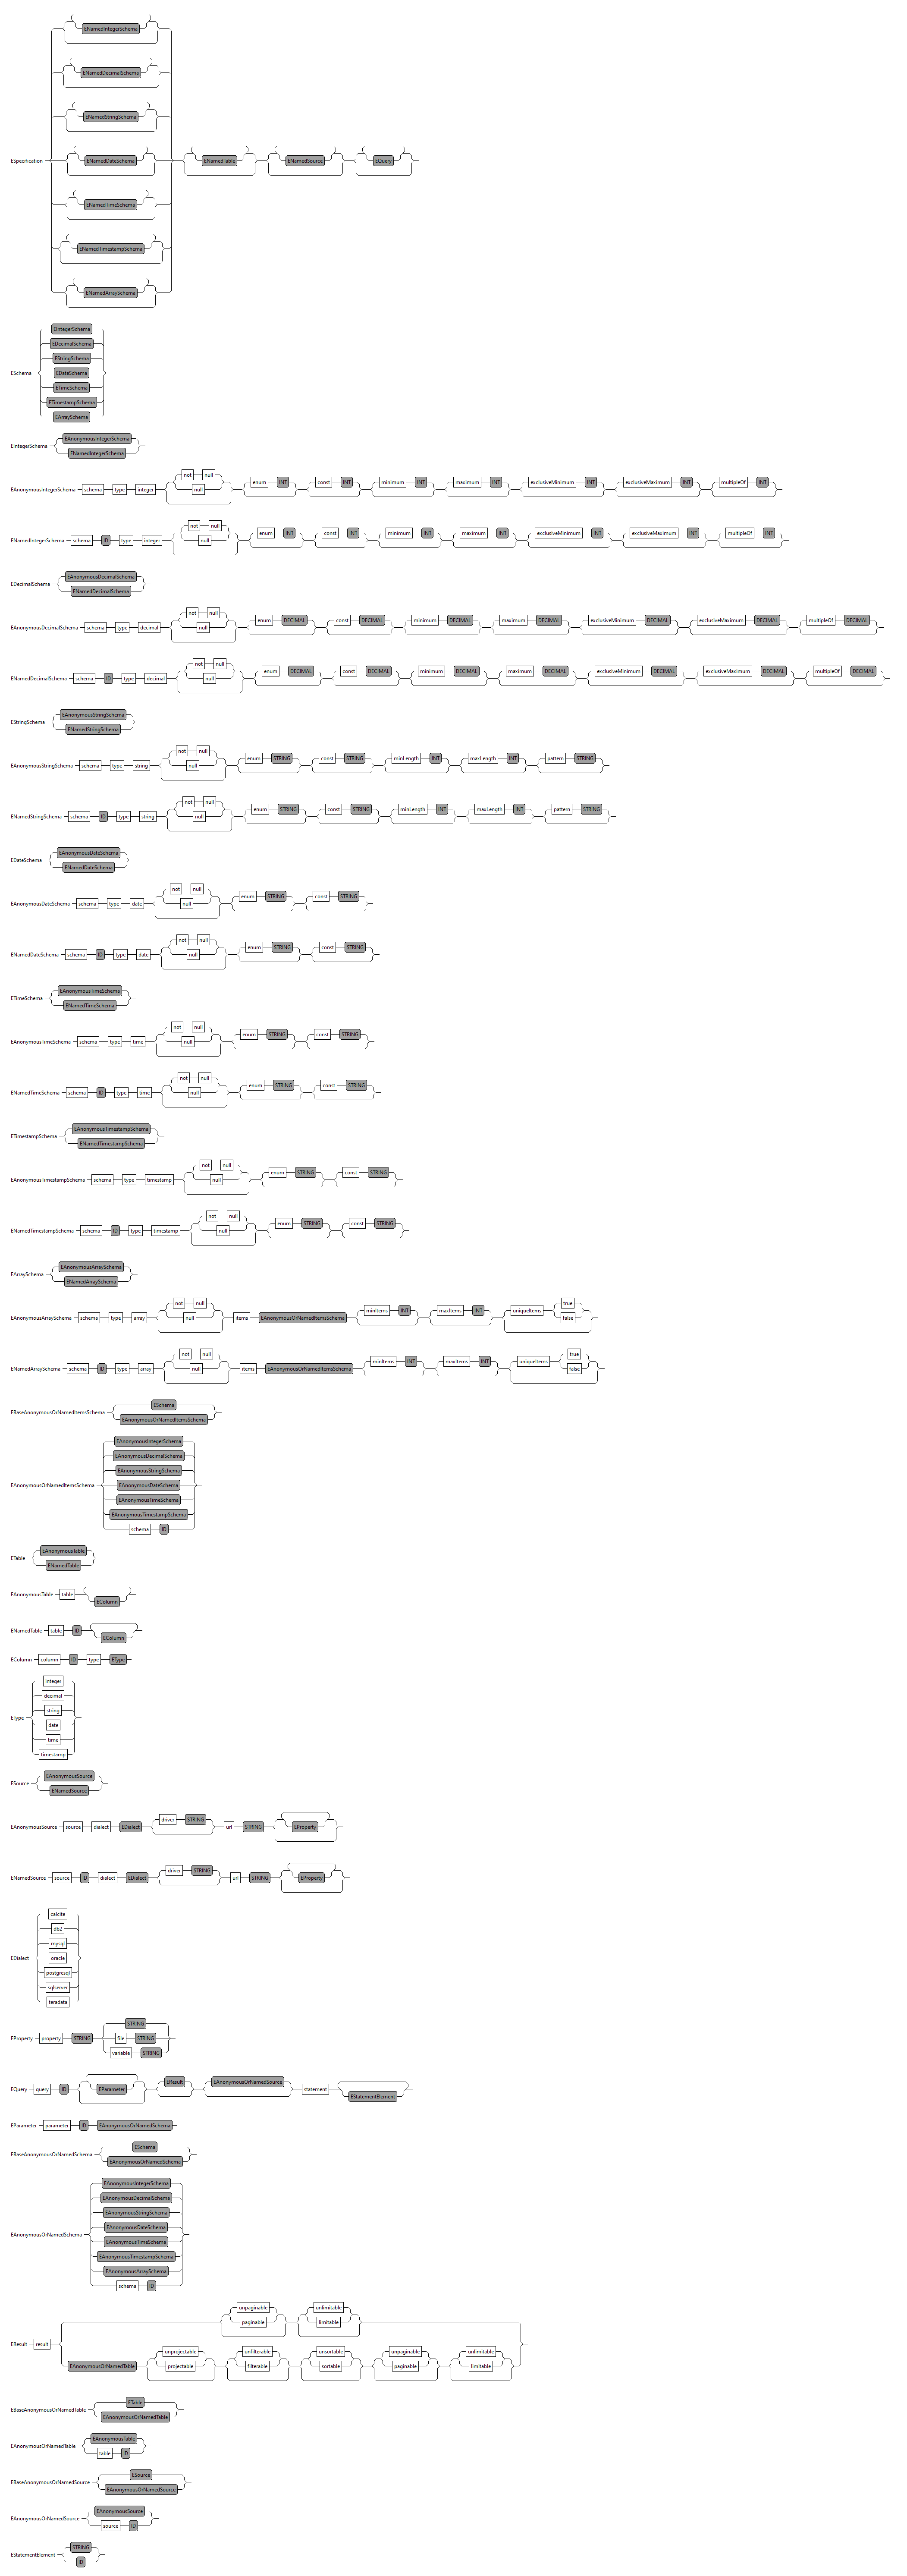 ENamedIntegerSchema
ENamedDecimalSchema
ENamedStringSchema
ESpecification ENamedDateSchema ENamedTable ENamedSource EQuery
ENamedTimeSchema
ENamedTimestampSchema
ENamedArraySchema
EIntegerSchema
EDecimalSchema
EStringSchema
ESchema EDateSchema
ETimeSchema
ETimestampSchema
EArraySchema
EAnonymousIntegerSchema
EIntegerSchema
ENamedIntegerSchema
not null
enum INT const INT minimum INT maximum INT exclusiveMinimum INT exclusiveMaximum INT multipleOf INT
EAnonymousIntegerSchema schema type integer null
not null
enum INT const INT minimum INT maximum INT exclusiveMinimum INT exclusiveMaximum INT multipleOf INT
ENamedIntegerSchema schema ID type integer null
EAnonymousDecimalSchema
EDecimalSchema
ENamedDecimalSchema
not null
enum DECIMAL const DECIMAL minimum DECIMAL maximum DECIMAL exclusiveMinimum DECIMAL exclusiveMaximum DECIMAL multipleOf DECIMAL
EAnonymousDecimalSchema schema type decimal null
not null
enum DECIMAL const DECIMAL minimum DECIMAL maximum DECIMAL exclusiveMinimum DECIMAL exclusiveMaximum DECIMAL multipleOf DECIMAL
ENamedDecimalSchema schema ID type decimal null
EAnonymousStringSchema
EStringSchema
ENamedStringSchema
not null
enum STRING const STRING minLength INT maxLength INT pattern STRING
EAnonymousStringSchema schema type string null
not null
enum STRING const STRING minLength INT maxLength INT pattern STRING
ENamedStringSchema schema ID type string null
EAnonymousDateSchema
EDateSchema
ENamedDateSchema
not null
enum STRING const STRING
EAnonymousDateSchema schema type date null
not null
enum STRING const STRING
ENamedDateSchema schema ID type date null
EAnonymousTimeSchema
ETimeSchema
ENamedTimeSchema
not null
enum STRING const STRING
EAnonymousTimeSchema schema type time null
not null
enum STRING const STRING
ENamedTimeSchema schema ID type time null
EAnonymousTimestampSchema
ETimestampSchema
ENamedTimestampSchema
not null
enum STRING const STRING
EAnonymousTimestampSchema schema type timestamp null
not null
enum STRING const STRING
ENamedTimestampSchema schema ID type timestamp null
EAnonymousArraySchema
EArraySchema
ENamedArraySchema
not null true
minItems INT maxItems INT uniqueItems
EAnonymousArraySchema schema type array null items EAnonymousOrNamedItemsSchema false
not null true
minItems INT maxItems INT uniqueItems
ENamedArraySchema schema ID type array null items EAnonymousOrNamedItemsSchema false
ESchema
EBaseAnonymousOrNamedItemsSchema
EAnonymousOrNamedItemsSchema
EAnonymousIntegerSchema
EAnonymousDecimalSchema
EAnonymousStringSchema
EAnonymousOrNamedItemsSchema EAnonymousDateSchema
EAnonymousTimeSchema
EAnonymousTimestampSchema
schema ID
EAnonymousTable
ETable
ENamedTable
EAnonymousTable table
EColumn
ENamedTable table ID
EColumn
EColumn column ID type EType
integer
decimal
string
EType
date
time
timestamp
EAnonymousSource
ESource
ENamedSource
driver STRING
EAnonymousSource source dialect EDialect url STRING EProperty
driver STRING
ENamedSource source ID dialect EDialect url STRING EProperty
calcite
db2
mysql
EDialect oracle
postgresql
sqlserver
teradata
STRING
EProperty property STRING file STRING
variable STRING
EResult EAnonymousOrNamedSource
EQuery query ID EParameter statement
EStatementElement
EParameter parameter ID EAnonymousOrNamedSchema
ESchema
EBaseAnonymousOrNamedSchema
EAnonymousOrNamedSchema
EAnonymousIntegerSchema
EAnonymousDecimalSchema
EAnonymousStringSchema
EAnonymousDateSchema
EAnonymousOrNamedSchema
EAnonymousTimeSchema
EAnonymousTimestampSchema
EAnonymousArraySchema
schema ID
unpaginable unlimitable
paginable limitable
EResult result
unprojectable unfilterable unsortable unpaginable unlimitable
EAnonymousOrNamedTable projectable filterable sortable paginable limitable
ETable
EBaseAnonymousOrNamedTable
EAnonymousOrNamedTable
EAnonymousTable
EAnonymousOrNamedTable
table ID
ESource
EBaseAnonymousOrNamedSource
EAnonymousOrNamedSource
EAnonymousSource
EAnonymousOrNamedSource
source ID
STRING
EStatementElement
ID